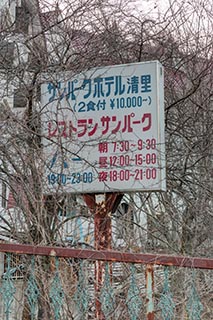 サンパークホテル清里
(2食付 ¥10.000-)
レストランサンパーク
朝 7:30~9:30
昼 12:00~15:00
19:00~23:00 夜 18:00~21:00